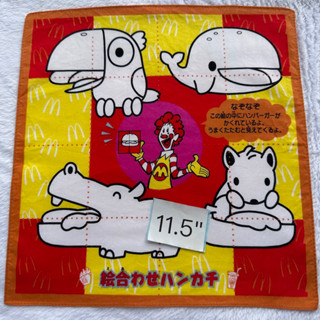 なぞなぞ
この絵の中にハンバーガーが
かくれているよ。
うまくたたむと見えてくるよ。
11.5"
絵合わせハンカチ